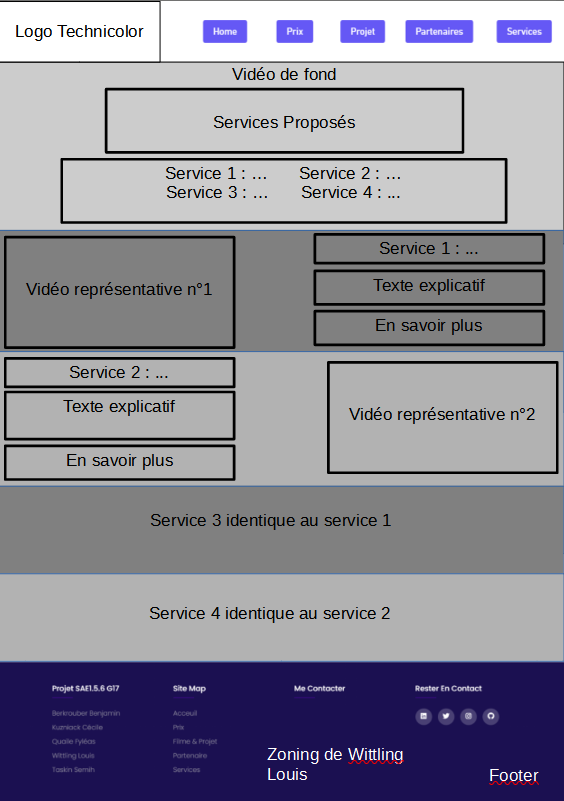 Logo Technicolor
Home
Prix
Projet
Partenaires
Services
Vidéo de fond
Services Proposés
Service 1 : ... Service 2 : ...
Service 3 : ... Service 4 : ...
Vidéo représentative n°1
Service 1 : ...
Texte explicatif
En savoir plus
Service 2 : ...
Texte explicatif
En savoir plus
Vidéo représentative n°2
Service 3 identique au service 1
Service 4 identique au service 2
Projet SAE1.5.6 G17
Berkrouber Benjamin
Kuzniack Cécile
Qualle Fyléas
Wittling Louis
Taskin Semih
Site Map
Acceuil
Prix
Filme & Projet
Partenaire
Services
Me Contacter
Rester En Contact
Zoning de Wittling
Louis
Footer